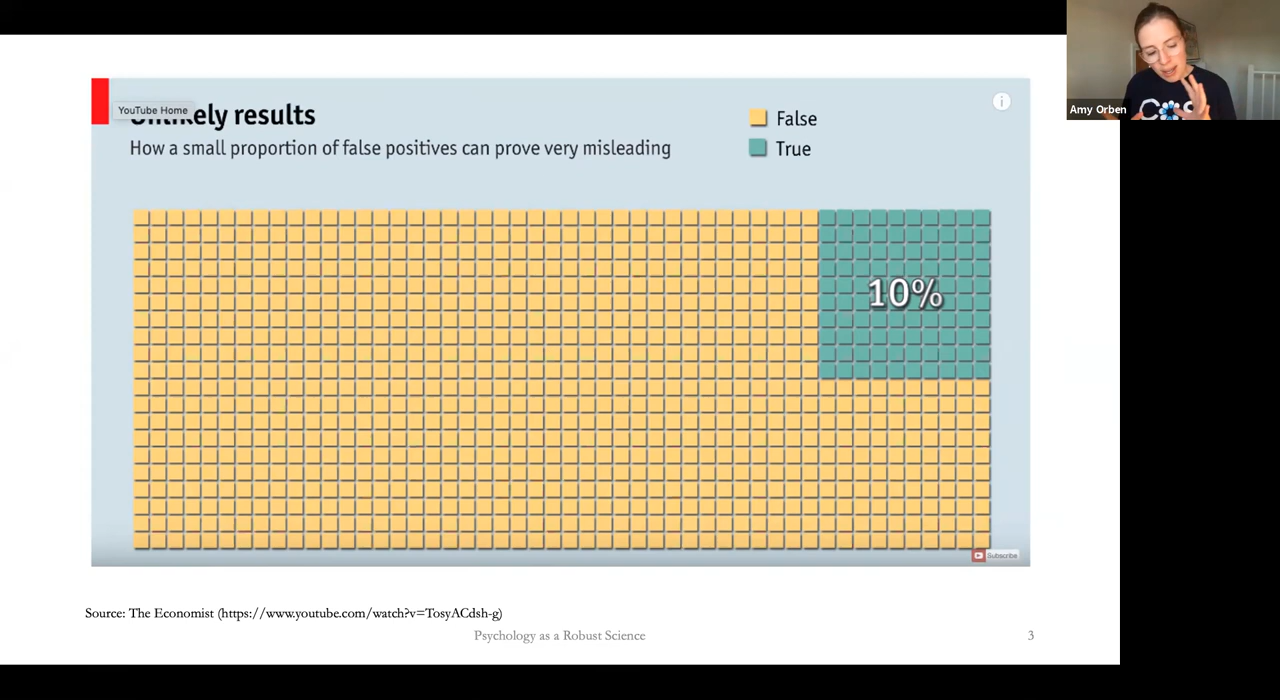 YouTube Home
Unlikely results
How a small proportion of false positives can prove very misleading
False
True
10%
Subscribe
Source: The Economist (https://www.youtube.com/watch?v=TosyACdsh-g)
Psychology as a Robust Science
3
Amy Orben